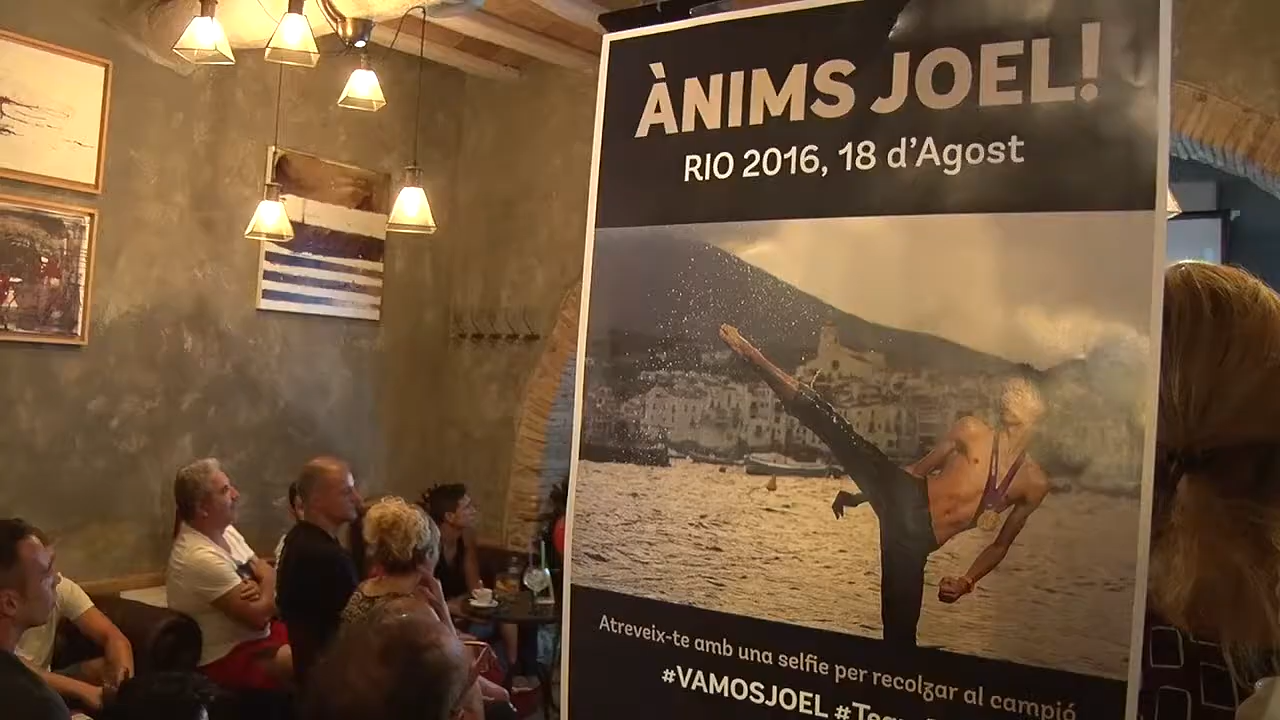 ÀNIMS JOEL!
RIO 2016, 18 d'Agost
Atreveix-te amb una selfie per recolzar al campió
#VAMOSJOEL